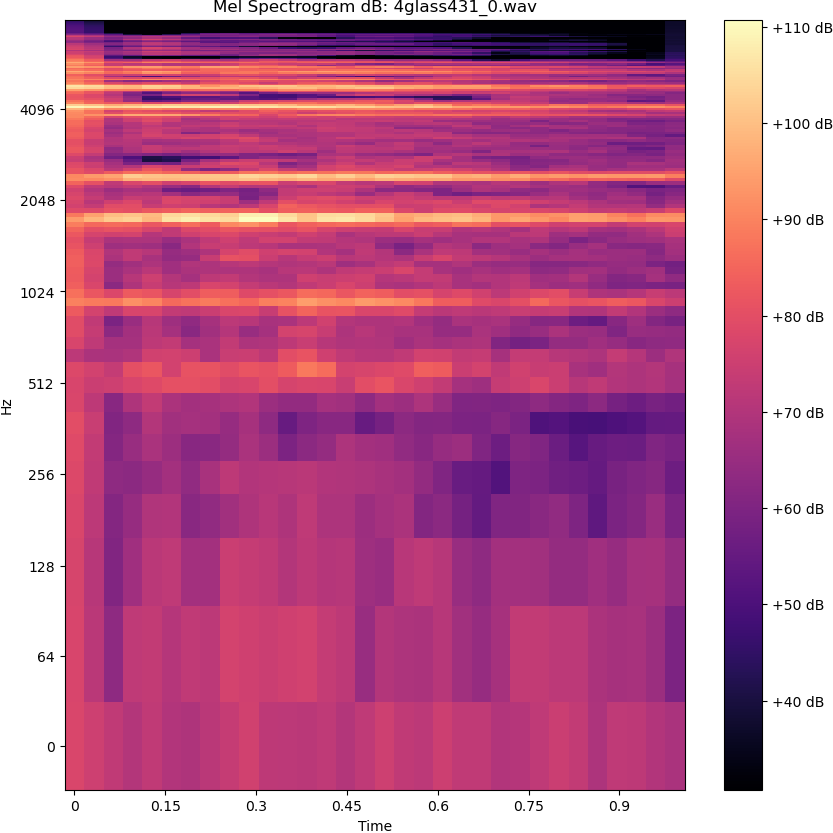 Mel Spectrogram dB: 4glass431_0.wav
+110 dB
4096
+100 dB
2048
+90 dB
1024
+80 dB
512
Hz
+70 dB
256
+60 dB
128
+50 dB
64
+40 dB
0
0 0.15 0.3 0.45 0.6 0.75 0.9
Time